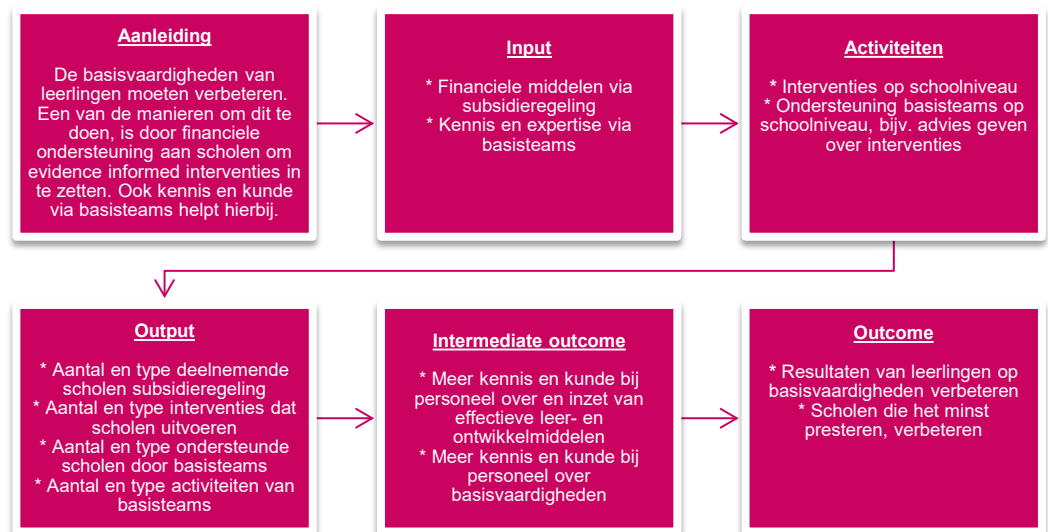 Aanleiding
De basisvaardigheden van
leerlingen moeten verbeteren.
Een van de manieren om dit te
doen, is door financiele
ondersteuning aan scholen om
evidence informed interventies in
te zetten. Ook kennis en kunde
via basisteams helpt hierbij.
Input
* Financiele middelen via
subsidieregeling
* Kennis en expertise via
basisteams
Activiteiten
* Interventies op schoolniveau
* Ondersteuning basisteams op
schoolniveau, bijv. advies geven
over interventies
Output
* Aantal en type deelnemende
scholen subsidieregeling
* Aantal en type interventies dat
scholen uitvoeren
* Aantal en type ondersteunde
scholen door basisteams
* Aantal en type activiteiten van
basisteams
Intermediate outcome
* Meer kennis en kunde bij
personeel over en inzet van
effectieve leer- en
ontwikkelmiddelen
* Meer kennis en kunde bij
personeel over
basisvaardigheden
Outcome
* Resultaten van leerlingen op
basisvaardigheden verbeteren
* Scholen die het minst
presteren, verbeteren